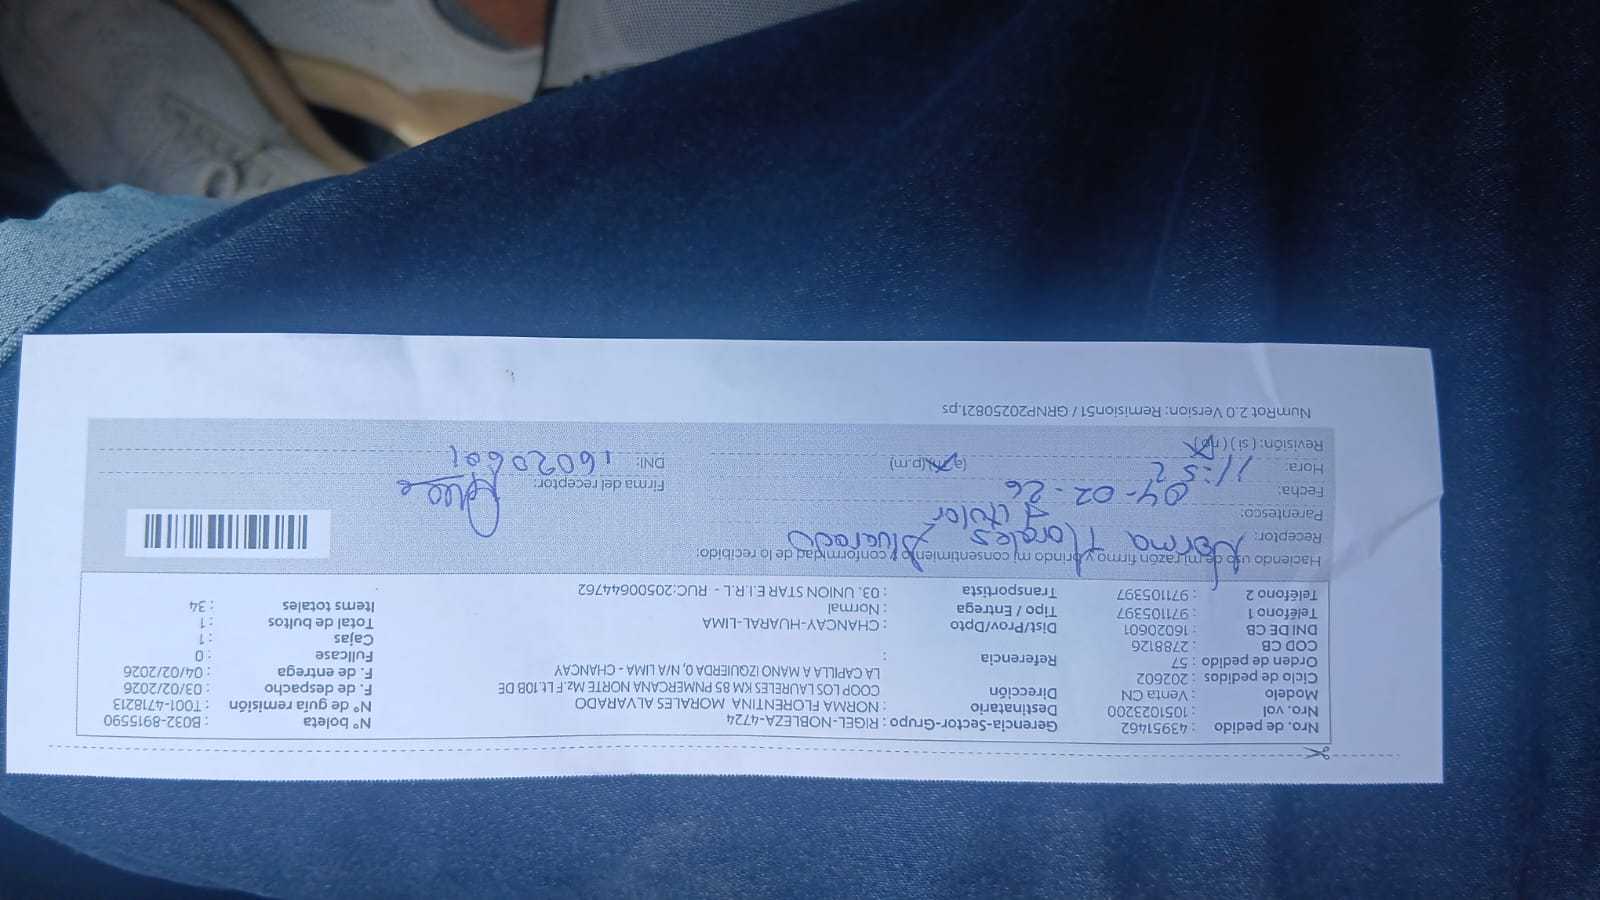 Nro. de pedido : 43951462 Gerencia-Sector-Grupo : RIGEL-NOBLEZA-4724 N° boleta : B032-8915590
Nro. vol : 1051023200 Destinatario : NORMA FLORENTINA MORALES ALVARADO N° de guía remisión : T001-4718213
Modelo : Venta CN Dirección COOP LOS LAURELES KM 85 PNMERCANA NORTE Mz.F Lt.10B DE F. de despacho : 03/02/2026
Ciclo de pedidos : 202602 LA CAPILLA A MANO IZQUIERDA 0, N/A LIMA - CHANCAY F. de entrega : 04/02/2026
Orden de pedido : 57 Referencia : Fullcase : 0
COD CB : 2788126 Cajas : 1
DNI DE CB : 16020601 Dist/Prov/Dpto : CHANCAY-HUARAL-LIMA Total de bultos : 1
Teléfono 1 : 971105397 Tipo / Entrega : Normal Items totales : 34
Teléfono 2 : 971105397 Transportista : 03. UNION STAR E.I.R.L - RUC:20500644762
Haciendo uso de mi razón firmo y brindo mi consentimiento y conformidad de lo recibido:
Receptor: Norma Morales Alvarado
Parentesco: titular
Fecha: 04-02-26 Firma del receptor:
Hora: 11:52 (a.m)(p.m) DNI: 16020601
Revisión: (si) (no)
NumRot 2.0 Version: Remision51 / GRNP20250821.ps